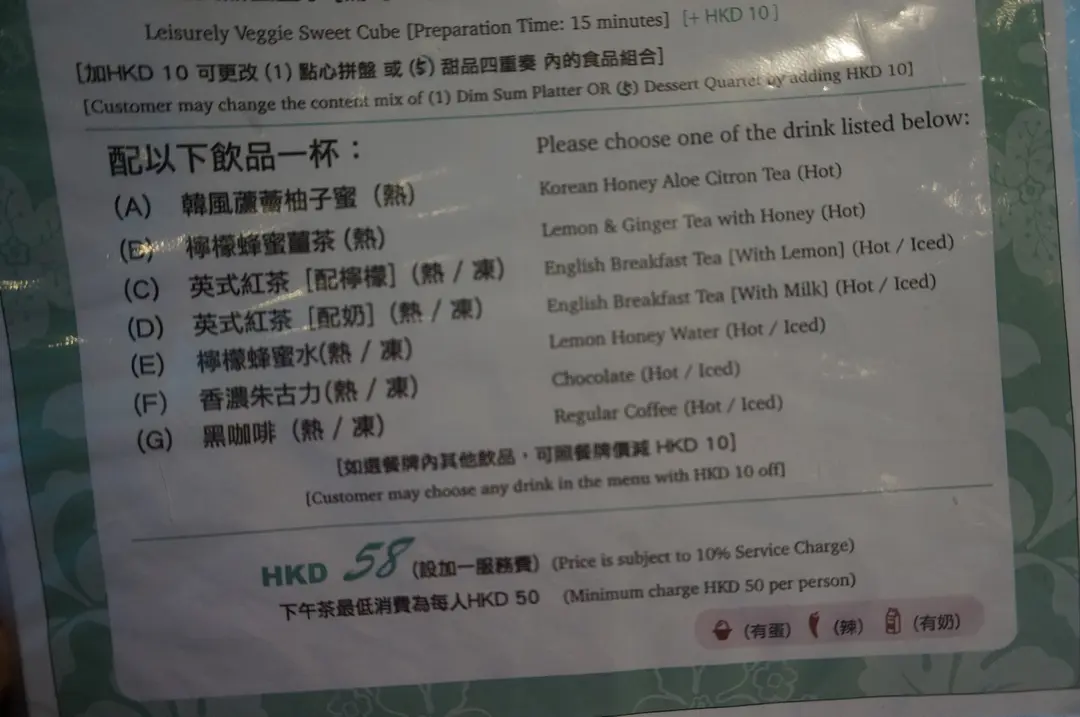 Leisurely Veggie Sweet Cube [Preparation Time: 15 minutes] [+ HKD 10]
[加HKD 10 可更改 (1) 點心拼盤 或 (5) 甜品四重奏 內的食品組合]
[Customer may change the content mix of (1) Dim Sum Platter OR (5) Dessert Quartet by adding HKD 10]
配以下飲品一杯： Please choose one of the drink listed below:
(A) 韓風蘆薈柚子蜜 (熱) Korean Honey Aloe Citron Tea (Hot)
(B) 檸檬蜂蜜薑茶 (熱) Lemon & Ginger Tea with Honey (Hot)
(C) 英式紅茶 [配檸檬] (熱 / 凍) English Breakfast Tea [With Lemon] (Hot / Iced)
(D) 英式紅茶 [配奶] (熱 / 凍) English Breakfast Tea [With Milk] (Hot / Iced)
(E) 檸檬蜂蜜水(熱 / 凍) Lemon Honey Water (Hot / Iced)
(F) 香濃朱古力(熱 / 凍) Chocolate (Hot / Iced)
(G) 黑咖啡 (熱 / 凍) Regular Coffee (Hot / Iced)
[如選餐牌內其他飲品，可照餐牌價減 HKD 10]
[Customer may choose any drink in the menu with HKD 10 off]
HKD 58 (設加一服務費) (Price is subject to 10% Service Charge)
下午茶最低消費為每人HKD 50 (Minimum charge HKD 50 per person)
(有蛋) (辣) (有奶)